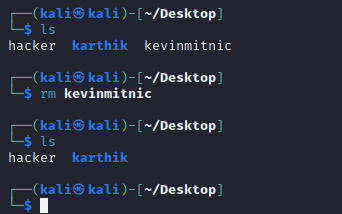 ┌──(kali㉿kali)-[~/Desktop]
└─$ ls
hacker  karthik  kevinmitnic
┌──(kali㉿kali)-[~/Desktop]
└─$ rm kevinmitnic
┌──(kali㉿kali)-[~/Desktop]
└─$ ls
hacker  karthik
┌──(kali㉿kali)-[~/Desktop]
└─$